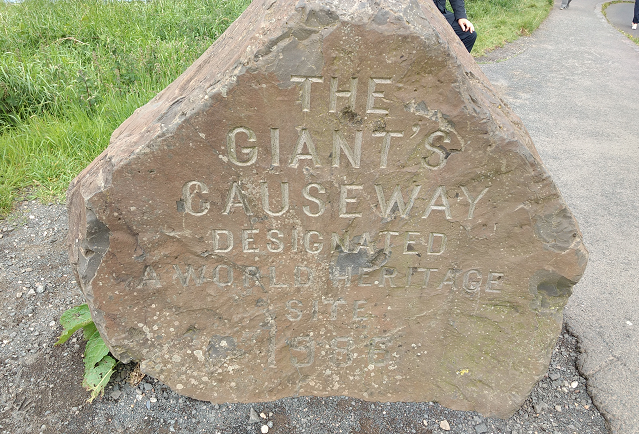 THE
GIANT'S
CAUSEWAY
DESIGNATED
A WORLD HERITAGE
SITE
1986